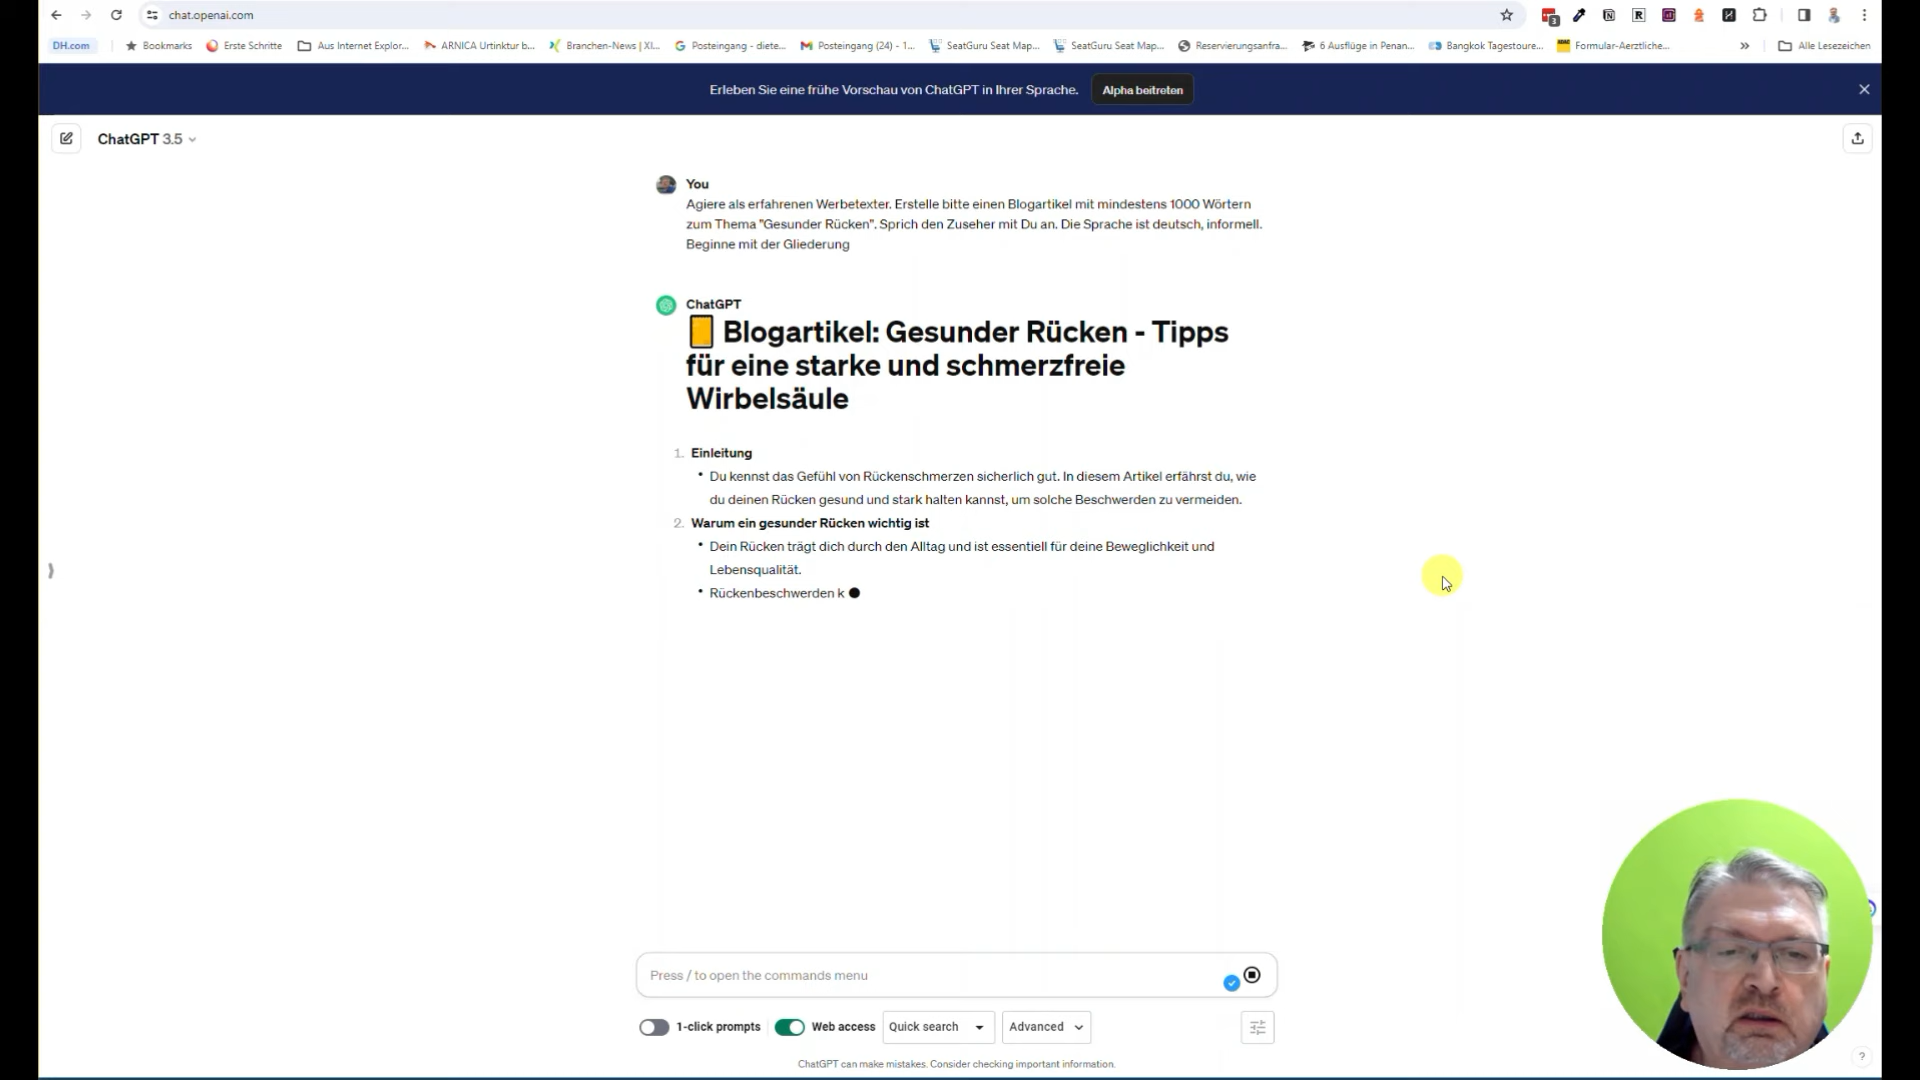 chat.openai.com
3
DH.com
Bookmarks
Erste Schritte
Aus Internet Explor...
ARNICA Urtinktur b...
Branchen-News | XI...
Posteingang - diete...
Posteingang (24) - 1...
SeatGuru Seat Map...
SeatGuru Seat Map...
Reservierungsanfra...
6 Ausflüge in Penan...
Bangkok Tagestoure...
Formular-Aerztliche...
Alle Lesezeichen
Erleben Sie eine frühe Vorschau von ChatGPT in Ihrer Sprache.
Alpha beitreten
ChatGPT 3.5
You
Agiere als erfahrenen Werbetexter. Erstelle bitte einen Blogartikel mit mindestens 1000 Wörtern
zum Thema "Gesunder Rücken". Sprich den Zuseher mit Du an. Die Sprache ist deutsch, informell.
Beginne mit der Gliederung
ChatGPT
Blogartikel: Gesunder Rücken - Tipps
für eine starke und schmerzfreie
Wirbelsäule
1. Einleitung
• Du kennst das Gefühl von Rückenschmerzen sicherlich gut. In diesem Artikel erfährst du, wie
du deinen Rücken gesund und stark halten kannst, um solche Beschwerden zu vermeiden.
2. Warum ein gesunder Rücken wichtig ist
• Dein Rücken trägt dich durch den Alltag und ist essentiell für deine Beweglichkeit und
Lebensqualität.
• Rückenbeschwerden k
Press / to open the commands menu
1-click prompts
Web access
Quick search
Advanced
ChatGPT can make mistakes. Consider checking important information.
?